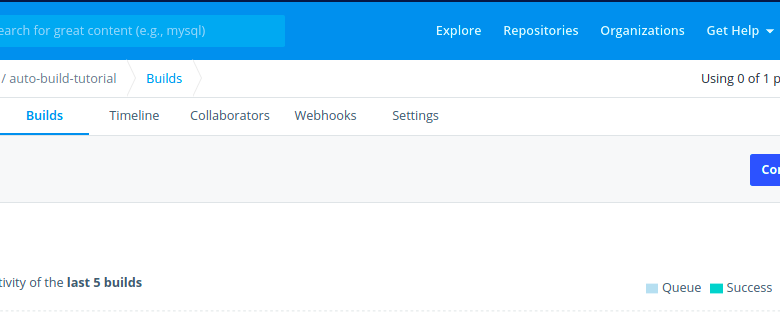 earch for great content (e.g., mysql) Explore Repositories Organizations Get Help
/ auto-build-tutorial Builds Using 0 of 1 p
Builds Timeline Collaborators Webhooks Settings
Co
tivity of the last 5 builds
Queue Success